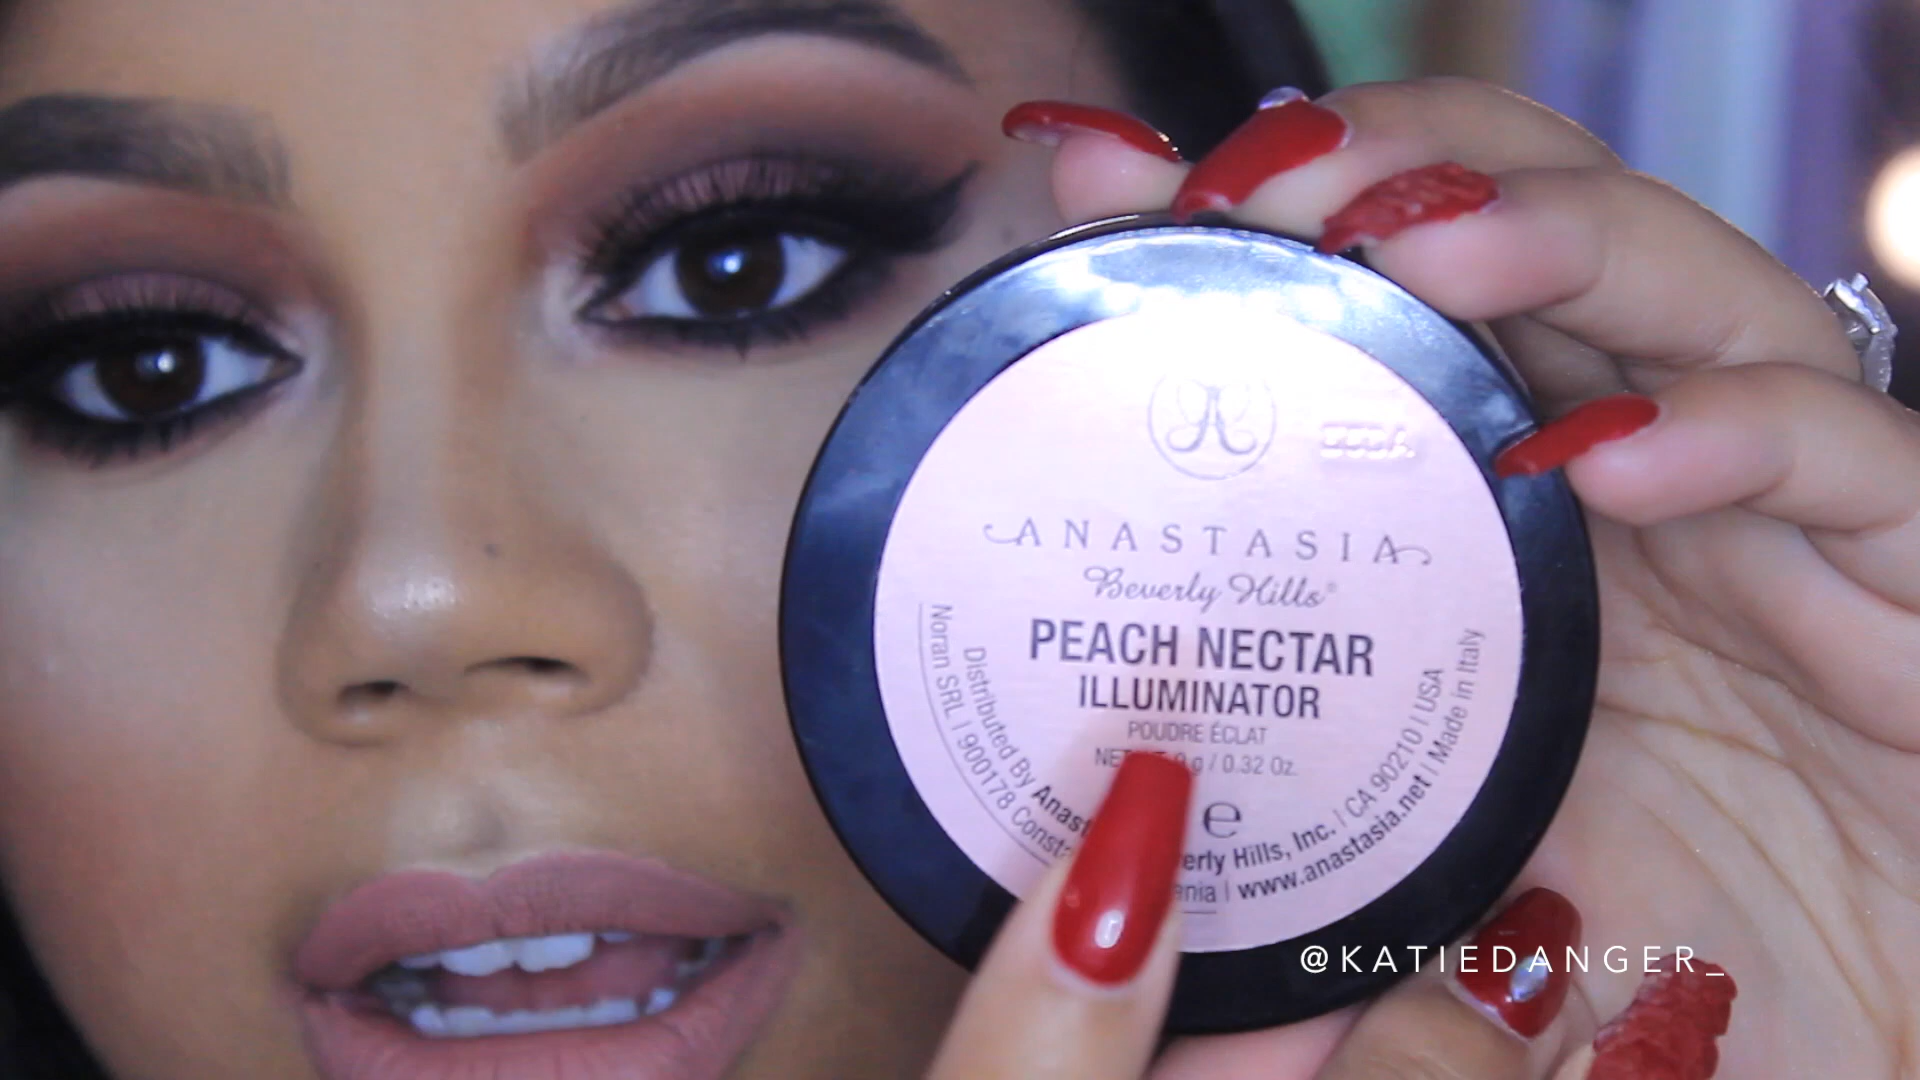 ANASTASIA
Beverly Hills®
PEACH NECTAR
ILLUMINATOR
POUDRE ÉCLAT
9 g / 0.32 Oz.
e
Distributed By Hills, Inc. | CA 90210 | USA
Noran SRL | 900178 | www.anastasia.net | Made in Italy
@KATIEDANGER_